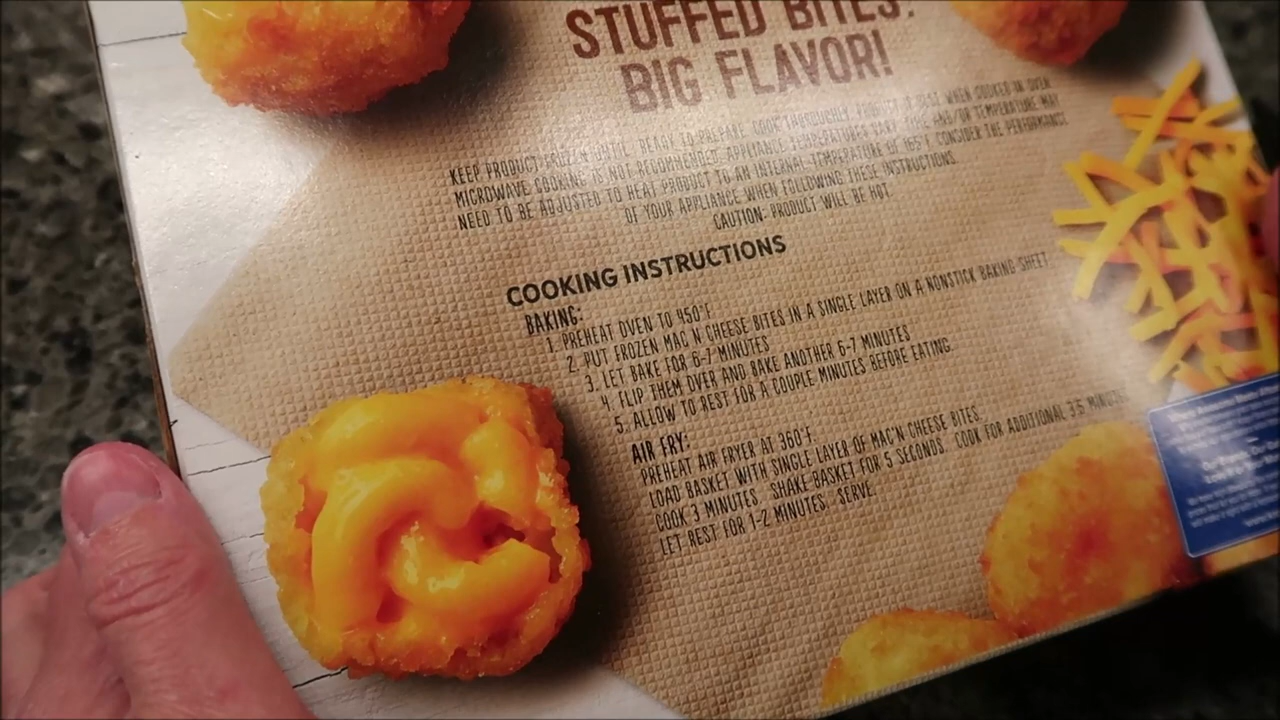 STUFFED BITES.
BIG FLAVOR!
KEEP PRODUCT FROZEN UNTIL READY TO PREPARE. COOK THOROUGHLY. PRODUCT IS BEST WHEN COOKED IN OVEN.
MICROWAVE COOKING IS NOT RECOMMENDED. APPLIANCE TEMPERATURES VARY. TIME AND/OR TEMPERATURE MAY
NEED TO BE ADJUSTED TO HEAT PRODUCT TO AN INTERNAL TEMPERATURE OF 165°F. CONSIDER THE PERFORMANCE
OF YOUR APPLIANCE WHEN FOLLOWING THESE INSTRUCTIONS.
CAUTION: PRODUCT WILL BE HOT
COOKING INSTRUCTIONS
BAKING:
1. PREHEAT OVEN TO 450°F
2. PUT FROZEN MAC N CHEESE BITES IN A SINGLE LAYER ON A NONSTICK BAKING SHEET
3. LET BAKE FOR 6-7 MINUTES
4. FLIP THEM OVER AND BAKE ANOTHER 6-7 MINUTES
5. ALLOW TO REST FOR A COUPLE MINUTES BEFORE EATING.
AIR FRY:
PREHEAT AIR FRYER AT 360°F.
LOAD BASKET WITH SINGLE LAYER OF MAC'N CHEESE BITES.
COOK 3 MINUTES. SHAKE BASKET FOR 5 SECONDS. COOK FOR ADDITIONAL 3.5 MINUTES
LET REST FOR 1-2 MINUTES. SERVE.